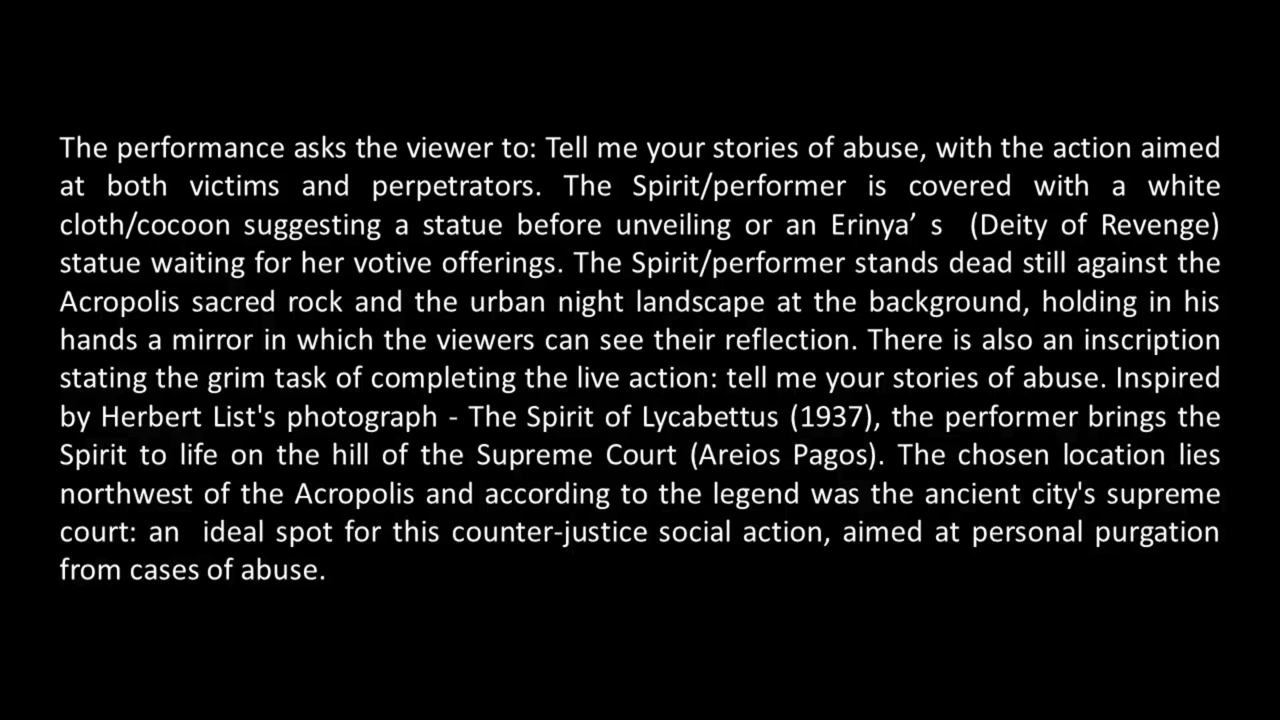 The performance asks the viewer to: Tell me your stories of abuse, with the action aimed
at both victims and perpetrators. The Spirit/performer is covered with a white
cloth/cocoon suggesting a statue before unveiling or an Erinya’ s (Deity of Revenge)
statue waiting for her votive offerings. The Spirit/performer stands dead still against the
Acropolis sacred rock and the urban night landscape at the background, holding in his
hands a mirror in which the viewers can see their reflection. There is also an inscription
stating the grim task of completing the live action: tell me your stories of abuse. Inspired
by Herbert List's photograph - The Spirit of Lycabettus (1937), the performer brings the
Spirit to life on the hill of the Supreme Court (Areios Pagos). The chosen location lies
northwest of the Acropolis and according to the legend was the ancient city's supreme
court: an ideal spot for this counter-justice social action, aimed at personal purgation
from cases of abuse.